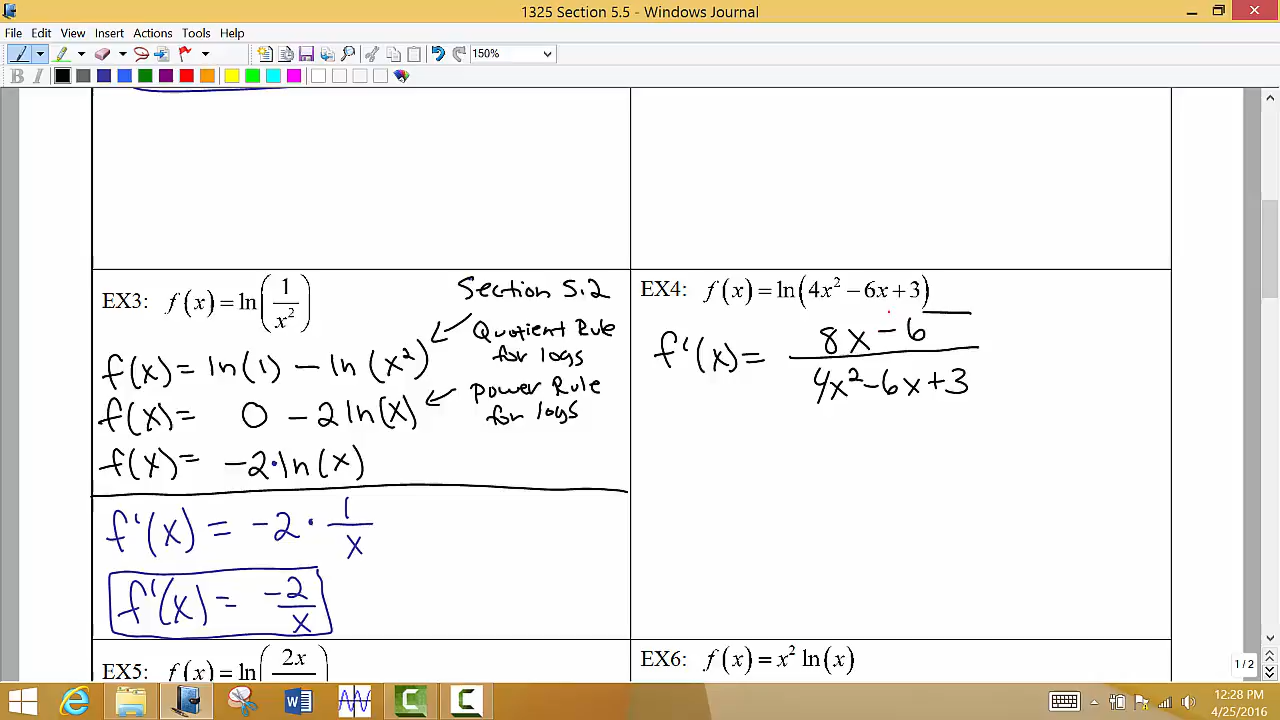 1325 Section 5.5 - Windows Journal
File Edit View Insert Actions Tools Help
150%
B I
EX3: f(x) = ln(1/x²)
Section 5.2
Quotient Rule
for logs
f(x) = ln(1) - ln(x²)
Power Rule
for logs
f(x) = 0 - 2 ln(x)
f(x) = -2·ln(x)
f'(x) = -2 · 1/x
f'(x) = -2/x
EX4: f(x) = ln(4x² - 6x + 3)
f'(x) = (8x - 6)/(4x² - 6x + 3)
EX5: f(x) = ln( 2x
EX6: f(x) = x² ln(x)
1/2
12:28 PM
4/25/2016